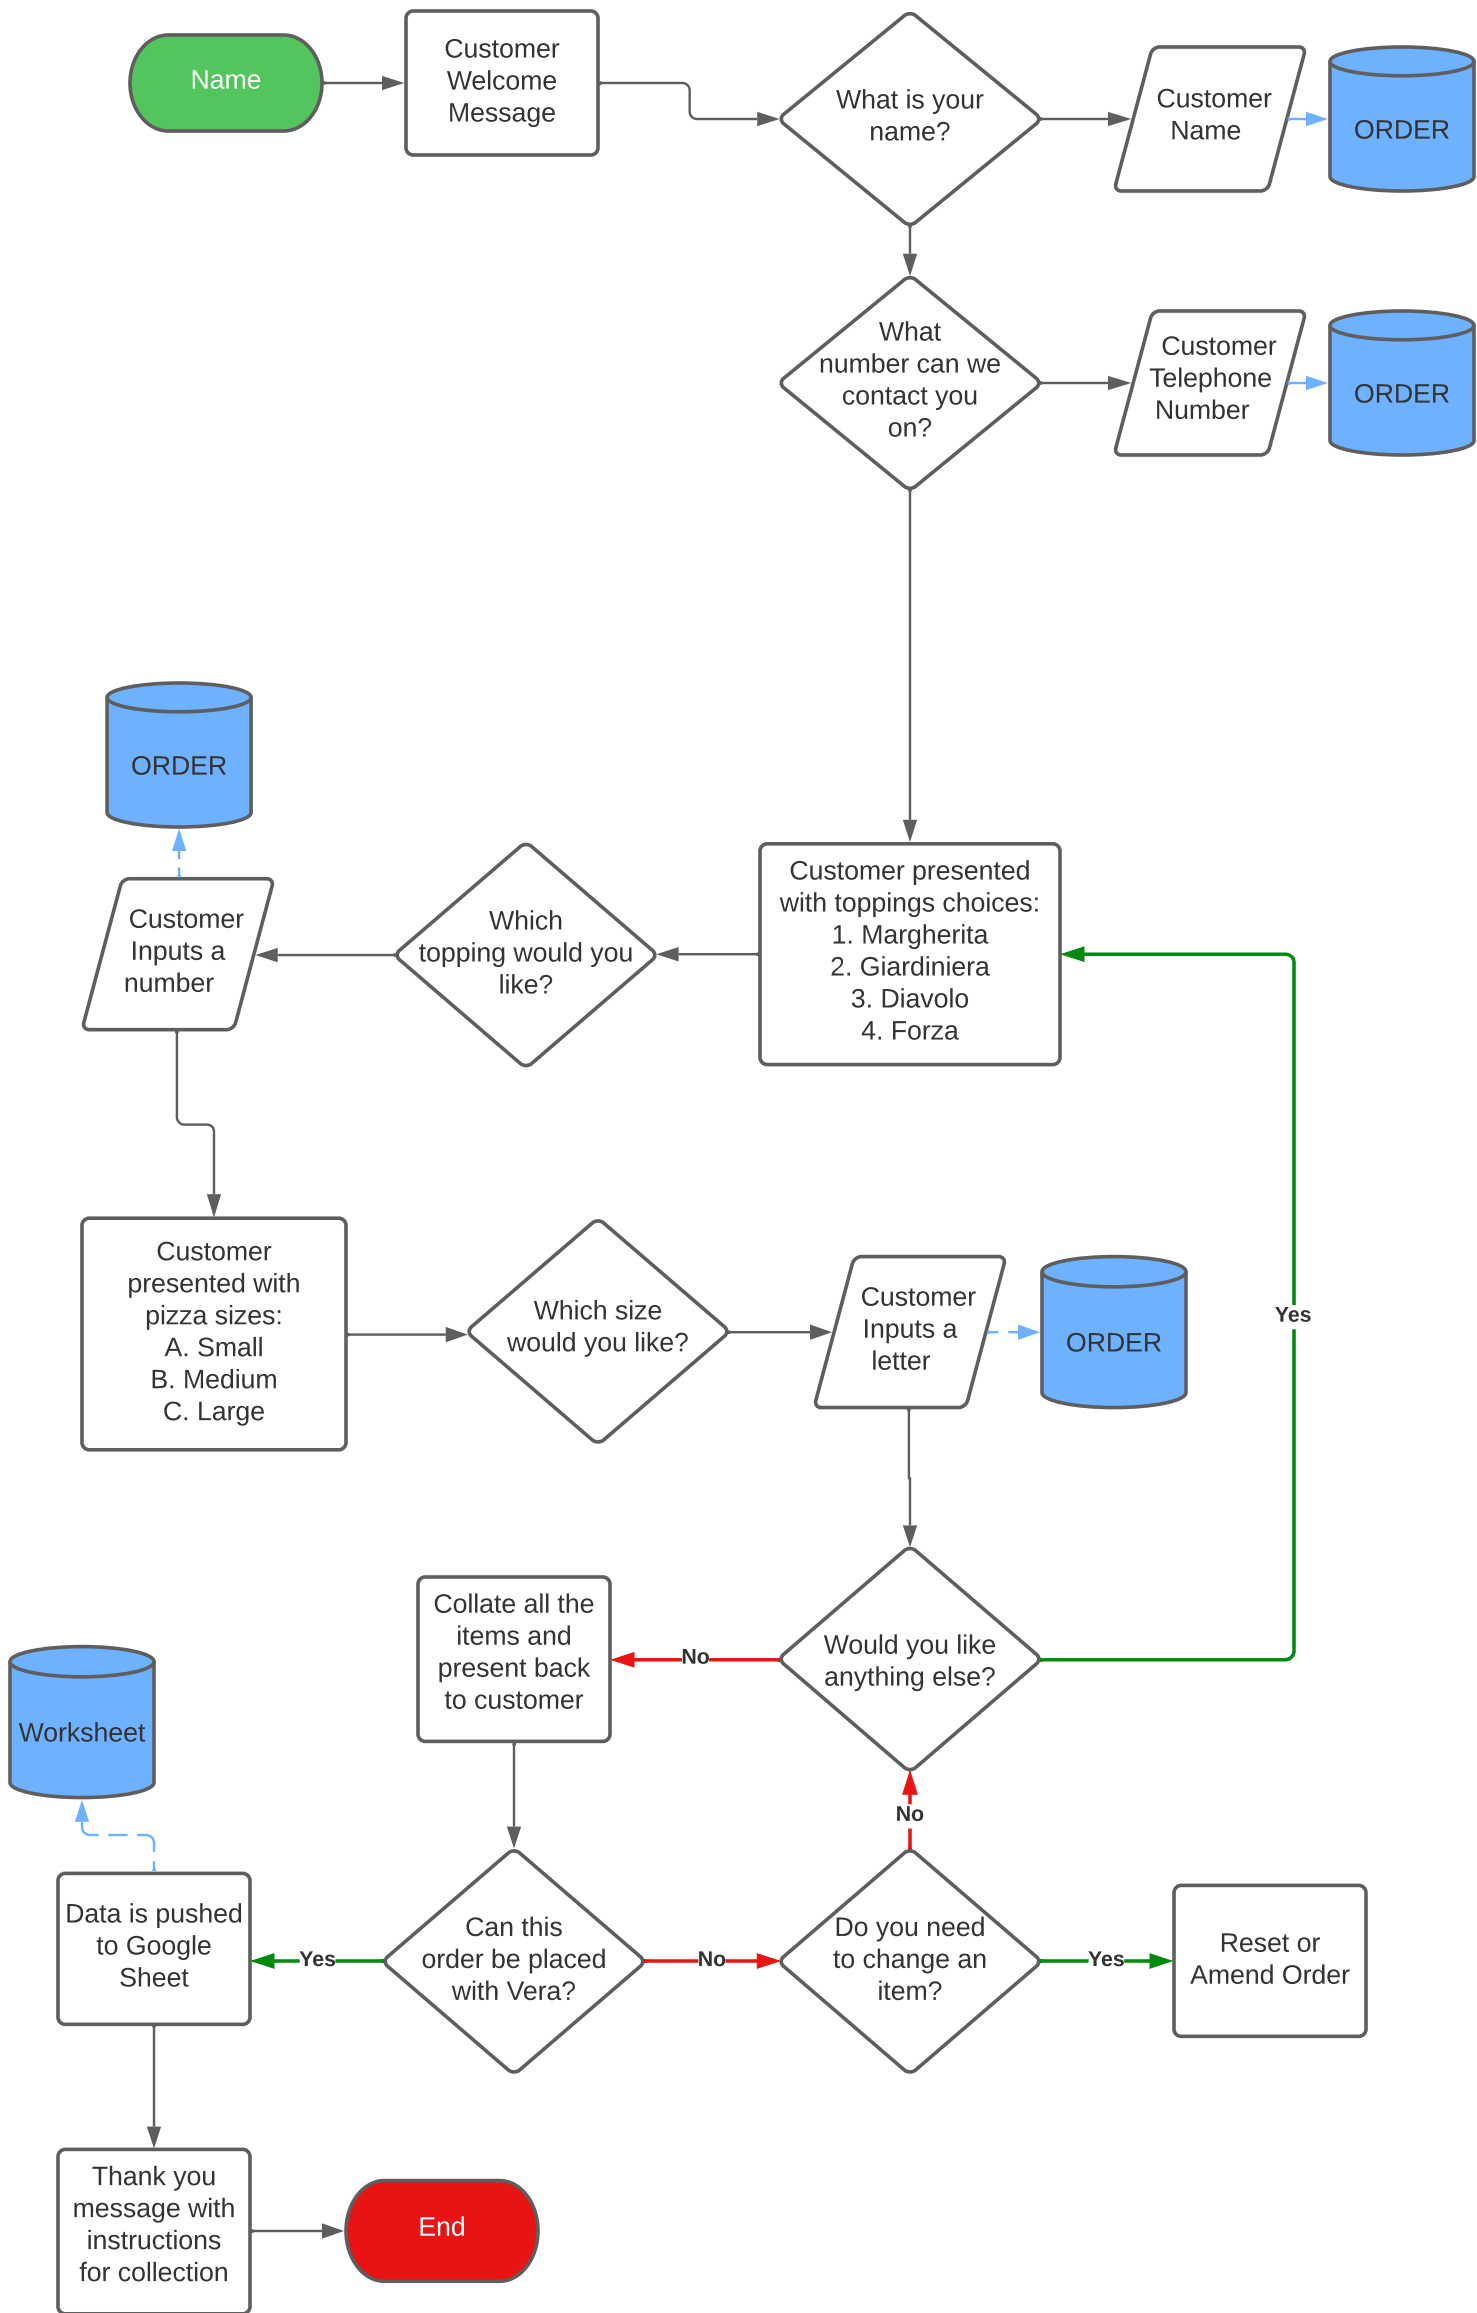 Name
Customer
Welcome
Message
What is your
name?
Customer
Name
ORDER
What
number can we
contact you
on?
Customer
Telephone
Number
ORDER
ORDER
Customer
Inputs a
number
Which
topping would you
like?
Customer presented
with toppings choices:
1. Margherita
2. Giardiniera
3. Diavolo
4. Forza
Customer
presented with
pizza sizes:
A. Small
B. Medium
C. Large
Which size
would you like?
Customer
Inputs a
letter
ORDER
Yes
Would you like
anything else?
No
Collate all the
items and
present back
to customer
Worksheet
Data is pushed
to Google
Sheet
Yes
Can this
order be placed
with Vera?
No
Do you need
to change an
item?
No
Yes
Reset or
Amend Order
Thank you
message with
instructions
for collection
End